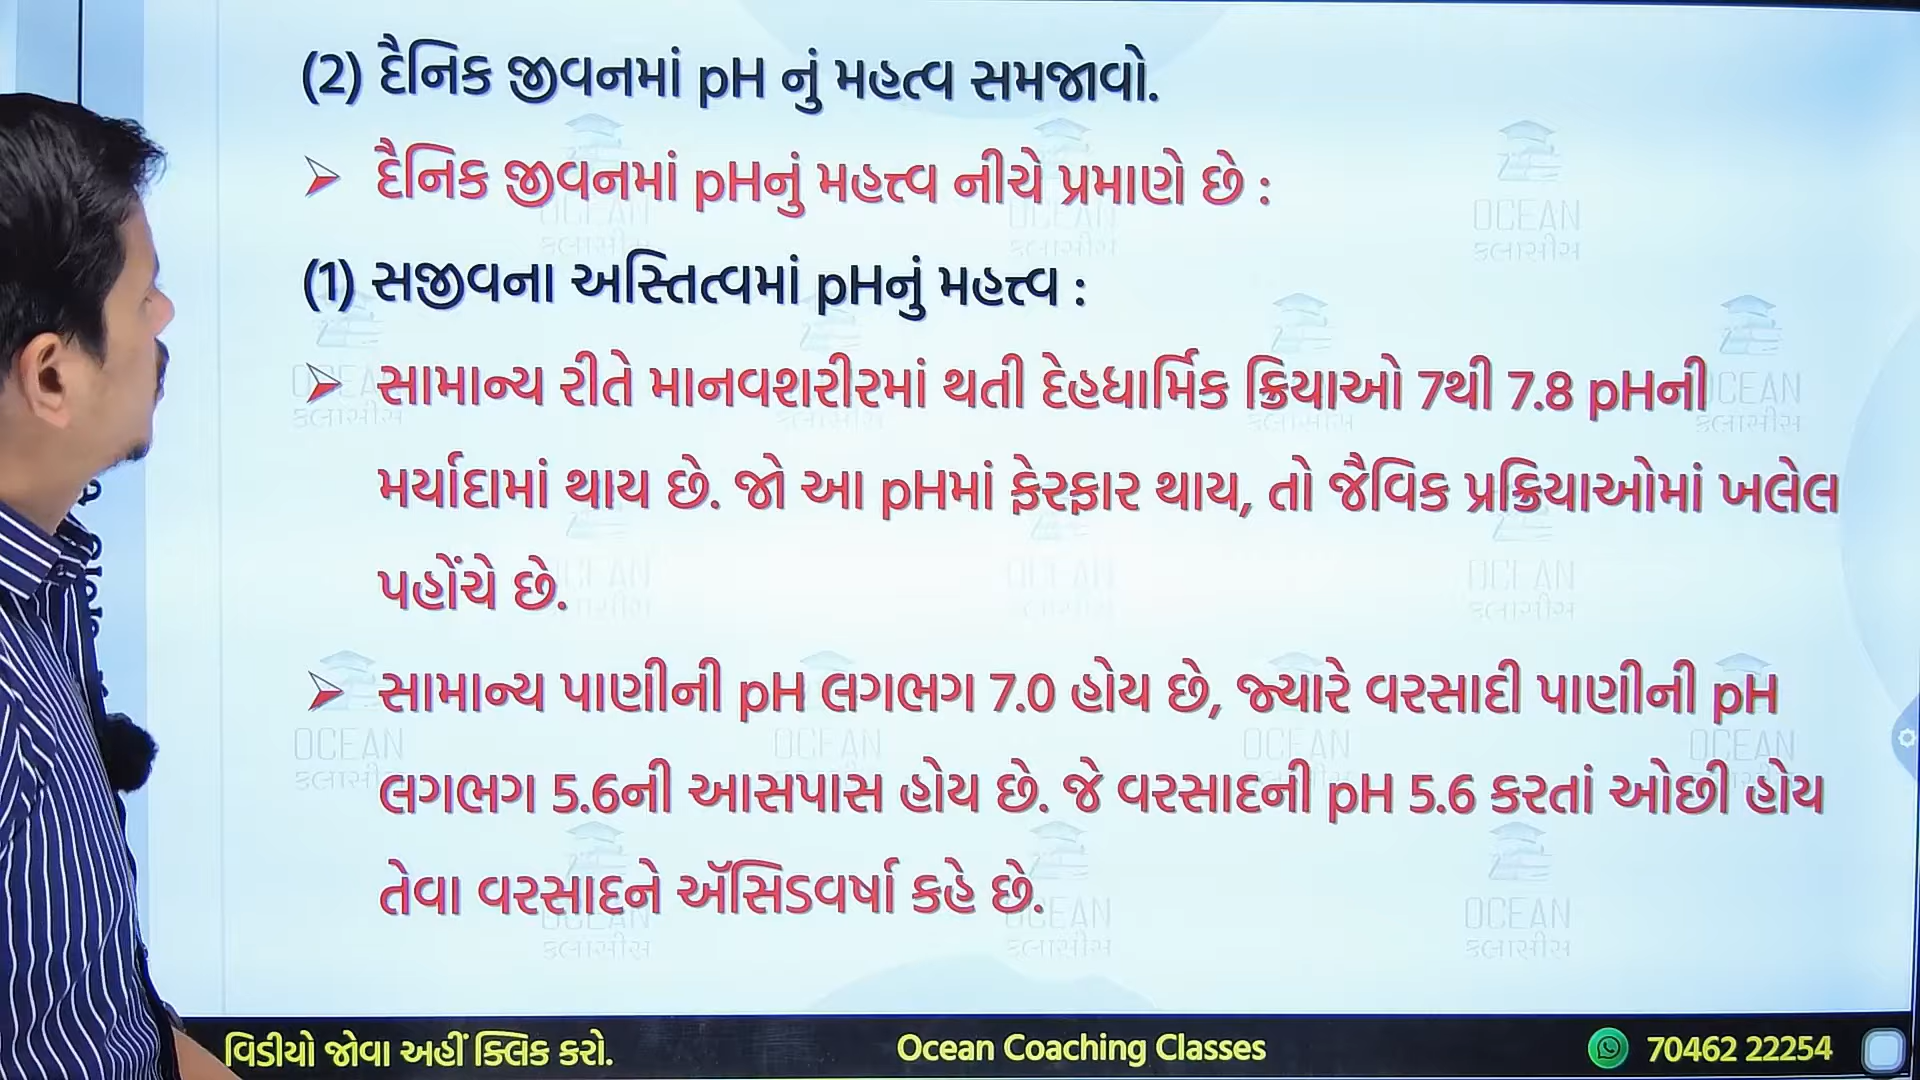 (2) દૈનિક જીવનમાં pH નું મહત્વ સમજાવો.
➢ દૈનિક જીવનમાં pHનું મહત્ત્વ નીચે પ્રમાણે છે :
(1) સજીવના અસ્તિત્વમાં pHનું મહત્ત્વ :
➢ સામાન્ય રીતે માનવશરીરમાં થતી દેહધાર્મિક ક્રિયાઓ 7થી 7.8 pHની
મર્યાદામાં થાય છે. જો આ pHમાં ફેરફાર થાય, તો જૈવિક પ્રક્રિયાઓમાં ખલેલ
પહોંચે છે.
➢ સામાન્ય પાણીની pH લગભગ 7.0 હોય છે, જ્યારે વરસાદી પાણીની pH
લગભગ 5.6ની આસપાસ હોય છે. જે વરસાદની pH 5.6 કરતાં ઓછી હોય
તેવા વરસાદને ઍસિડવર્ષા કહે છે.
OCEAN
કલાસીસ
વિડીયો જોવા અહીં ક્લિક કરો.
Ocean Coaching Classes
70462 22254